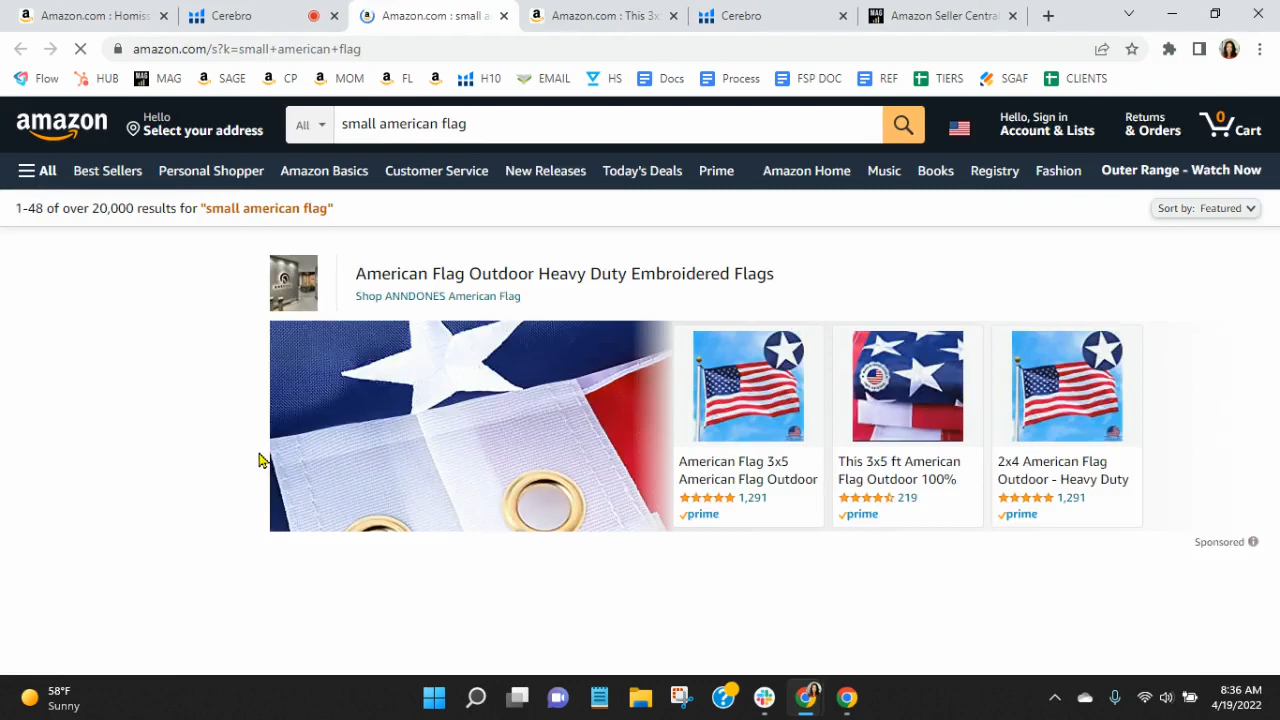 Amazon.com : Homiss
Cerebro
Amazon.com : small a
Amazon.com : This 3x
Cerebro
Amazon Seller Centra
amazon.com/s?k=small+american+flag
Flow
HUB
MAG
SAGE
CP
MOM
FL
H10
EMAIL
HS
Docs
Process
FSP DOC
REF
TIERS
SGAF
CLIENTS
amazon
Hello
Select your address
All
small american flag
Hello, Sign in
Account & Lists
Returns
& Orders
0
Cart
All
Best Sellers
Personal Shopper
Amazon Basics
Customer Service
New Releases
Today's Deals
Prime
Amazon Home
Music
Books
Registry
Fashion
Outer Range - Watch Now
1-48 of over 20,000 results for "small american flag"
Sort by: Featured
American Flag Outdoor Heavy Duty Embroidered Flags
Shop ANNDONES American Flag
American Flag 3x5
American Flag Outdoor
1,291
prime
This 3x5 ft American
Flag Outdoor 100%
219
prime
2x4 American Flag
Outdoor - Heavy Duty
1,291
prime
Sponsored
58°F
Sunny
8:36 AM
4/19/2022